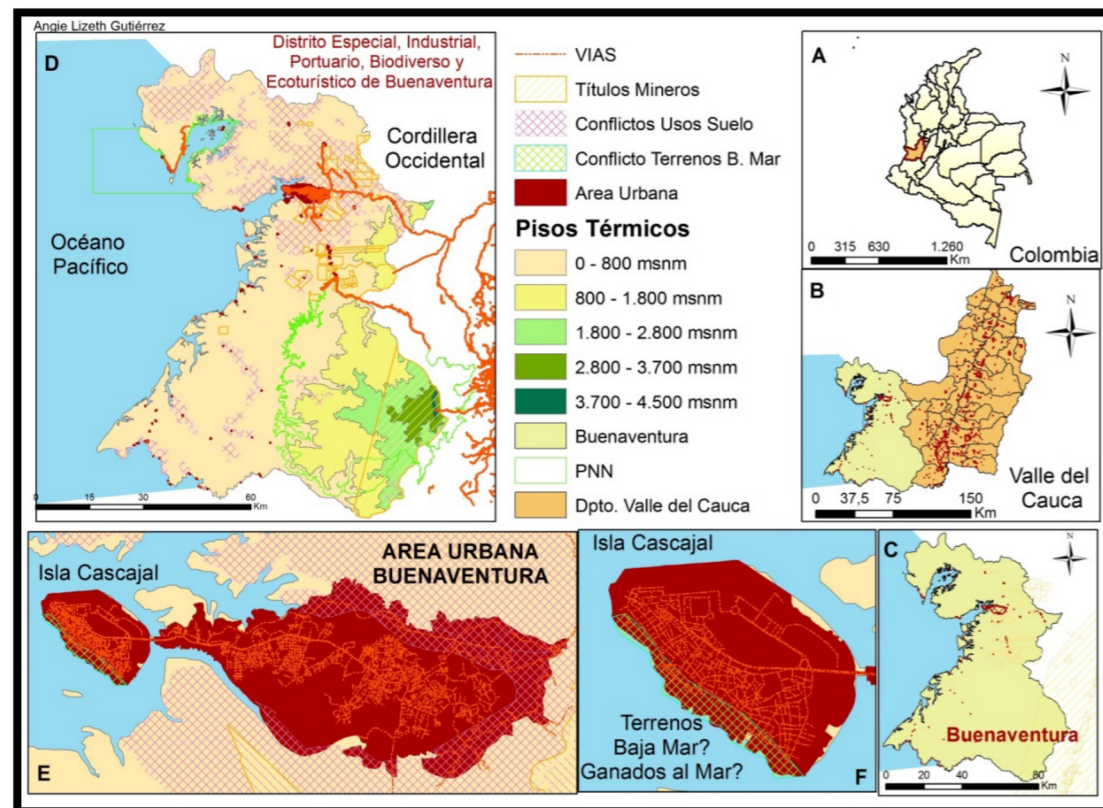 Angie Lizeth Gutiérrez
D
Distrito Especial, Industrial,
Portuario, Biodiverso y
Ecoturístico de Buenaventura
Cordillera
Occidental
Océano
Pacífico
0 15 30 60
Km
VIAS
Títulos Mineros
Conflictos Usos Suelo
Conflicto Terrenos B. Mar
Area Urbana
Pisos Térmicos
0 - 800 msnm
800 - 1.800 msnm
1.800 - 2.800 msnm
2.800 - 3.700 msnm
3.700 - 4.500 msnm
Buenaventura
PNN
Dpto. Valle del Cauca
A
N
0 315 630 1.260
Km
Colombia
B
N
Valle del
Cauca
0 37,5 75 150
Km
AREA URBANA
BUENAVENTURA
Isla Cascajal
E
Isla Cascajal
Terrenos
Baja Mar?
Ganados al Mar?
F
C
N
Buenaventura
0 20 40 80
Km